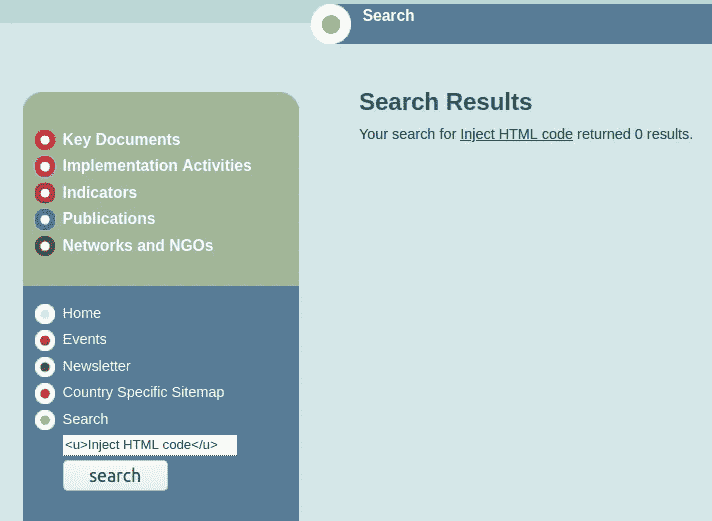 Search
Search Results
Your search for Inject HTML code returned 0 results.
Key Documents
Implementation Activities
Indicators
Publications
Networks and NGOs
Home
Events
Newsletter
Country Specific Sitemap
Search
<u>Inject HTML code</u>
search